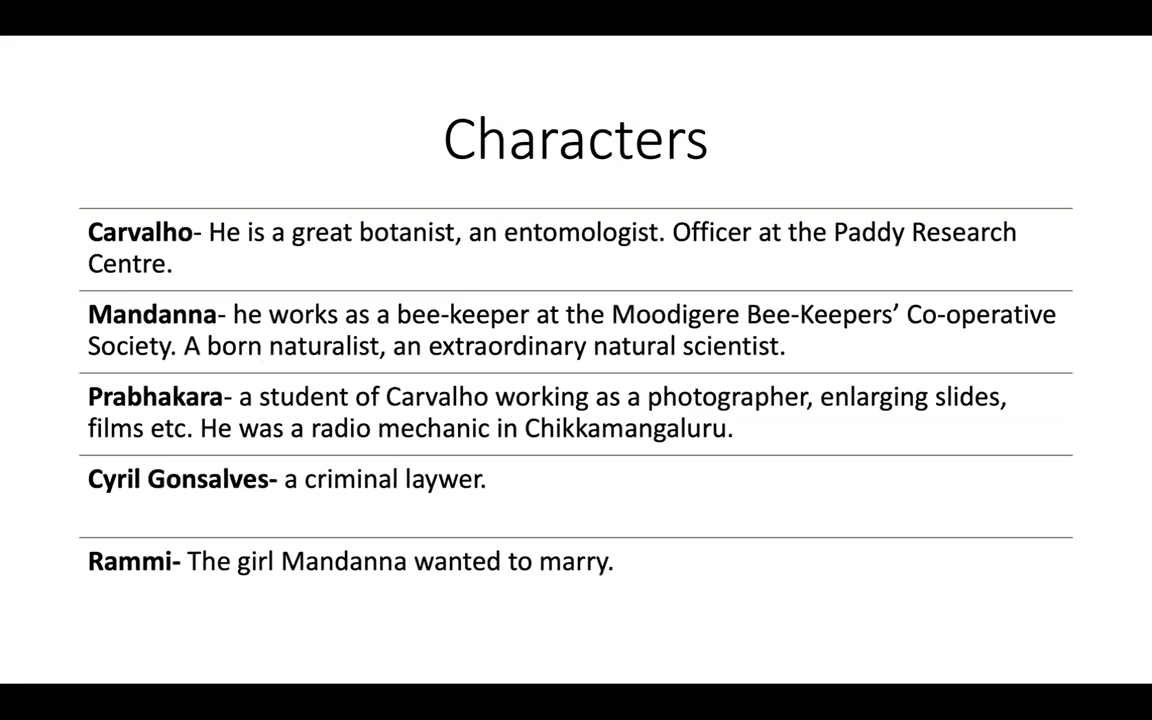 Characters
Carvalho- He is a great botanist, an entomologist. Officer at the Paddy Research
Centre.
Mandanna- he works as a bee-keeper at the Moodigere Bee-Keepers’ Co-operative
Society. A born naturalist, an extraordinary natural scientist.
Prabhakara- a student of Carvalho working as a photographer, enlarging slides,
films etc. He was a radio mechanic in Chikkamangaluru.
Cyril Gonsalves- a criminal laywer.
Rammi- The girl Mandanna wanted to marry.